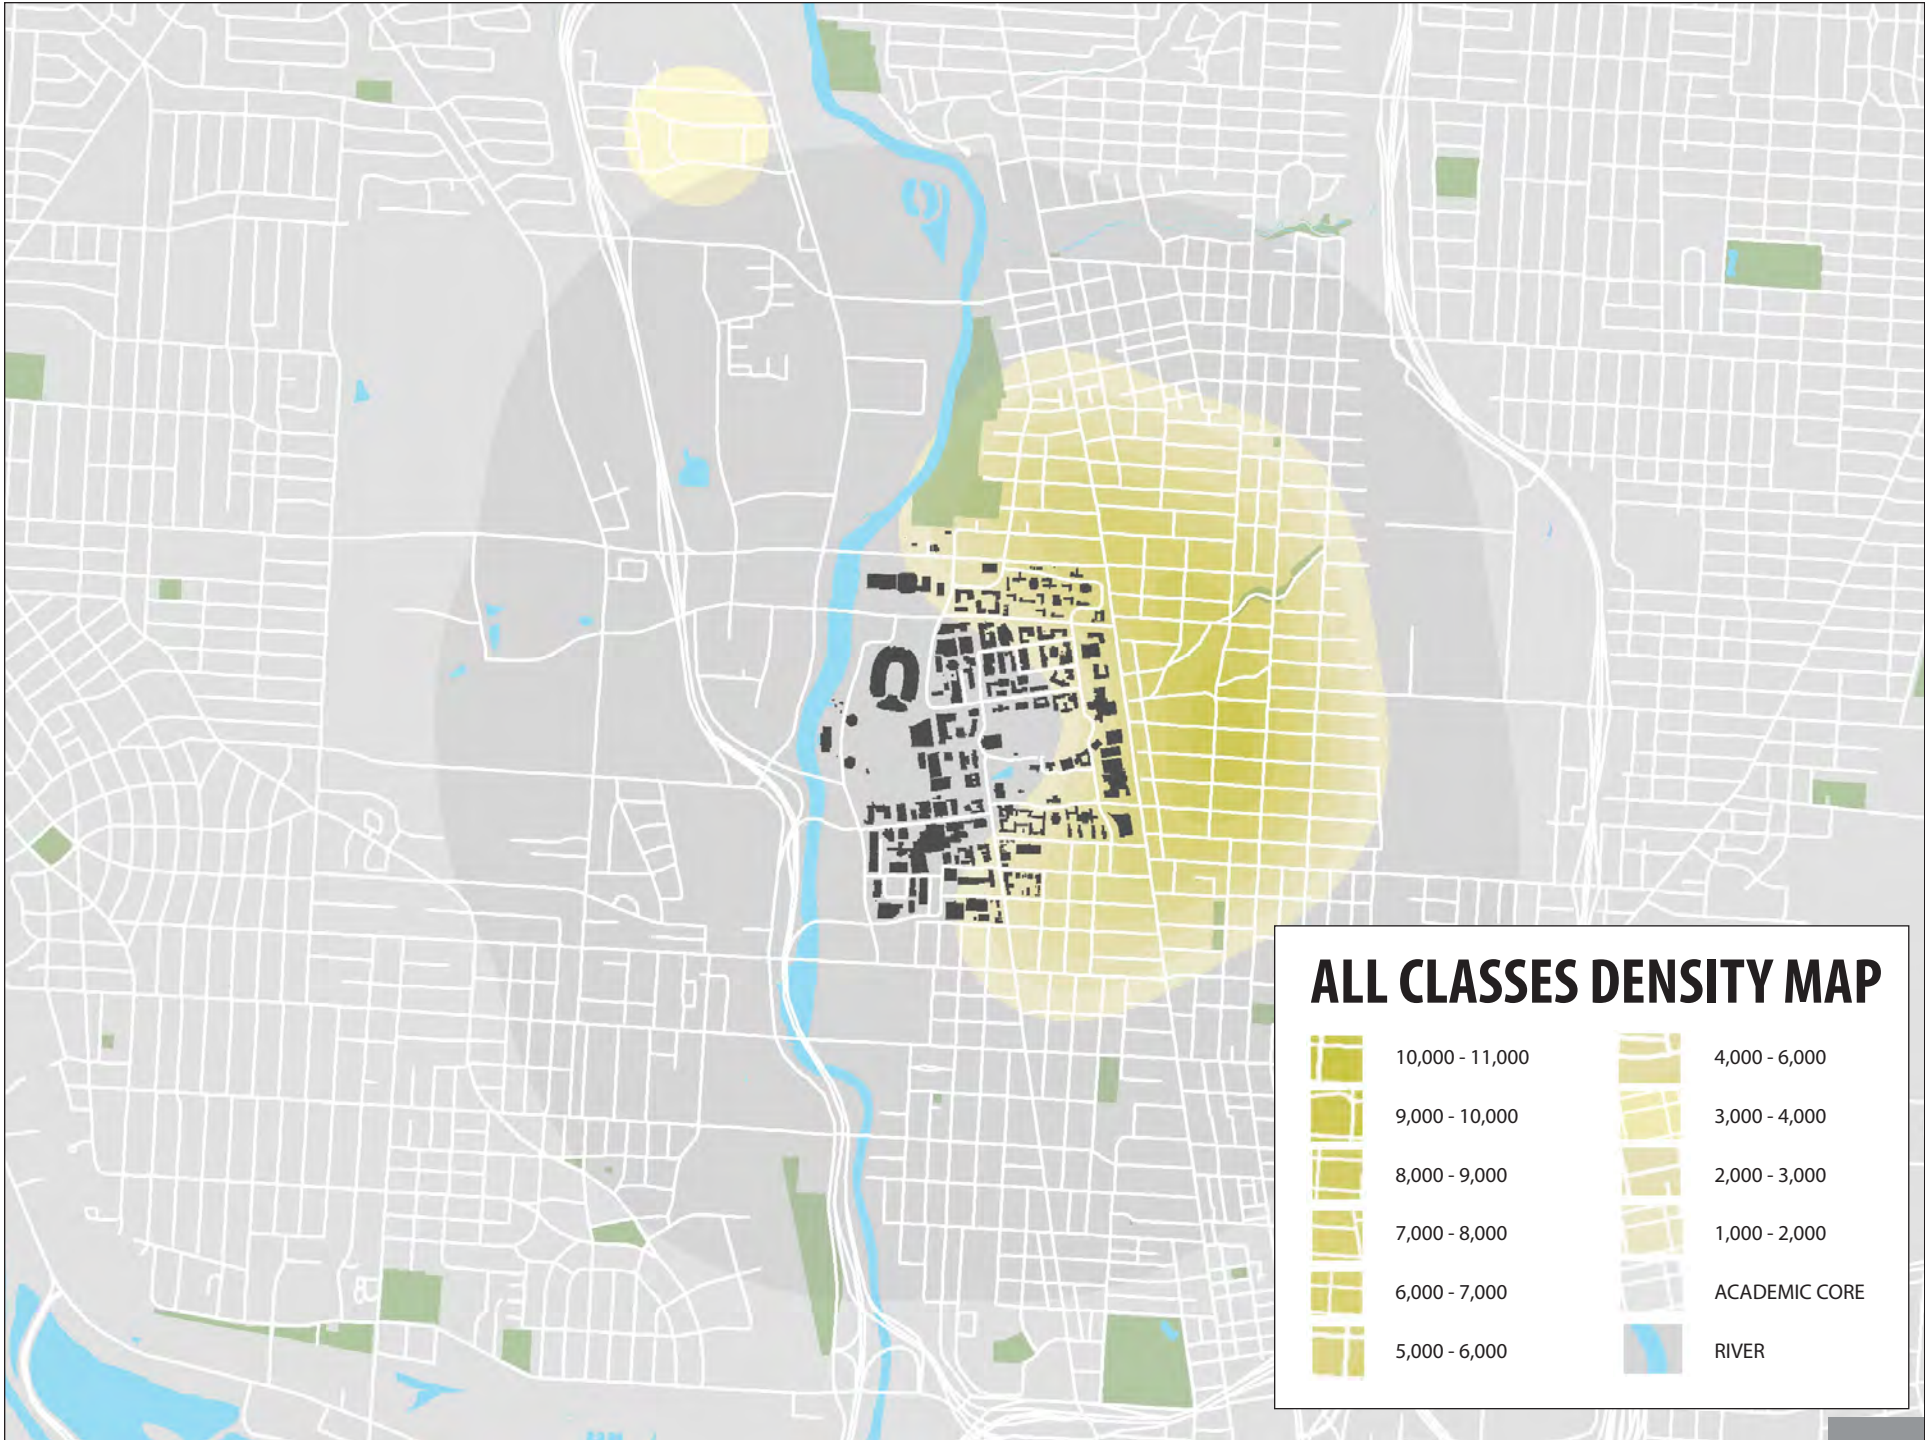 ALL CLASSES DENSITY MAP
10,000 - 11,000
9,000 - 10,000
8,000 - 9,000
7,000 - 8,000
6,000 - 7,000
5,000 - 6,000
4,000 - 6,000
3,000 - 4,000
2,000 - 3,000
1,000 - 2,000
ACADEMIC CORE
RIVER